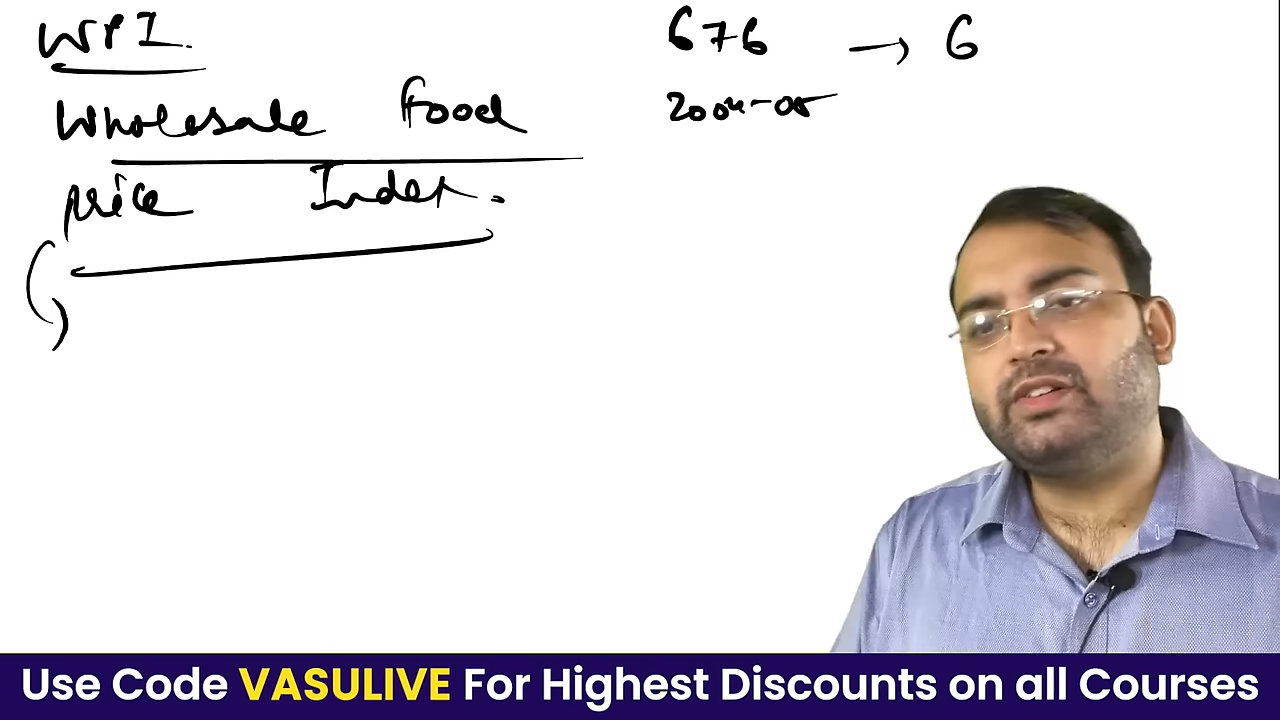 WPI.
Wholesale Food
price Index.
676 → 6
2004-05
Use Code VASULIVE For Highest Discounts on all Courses